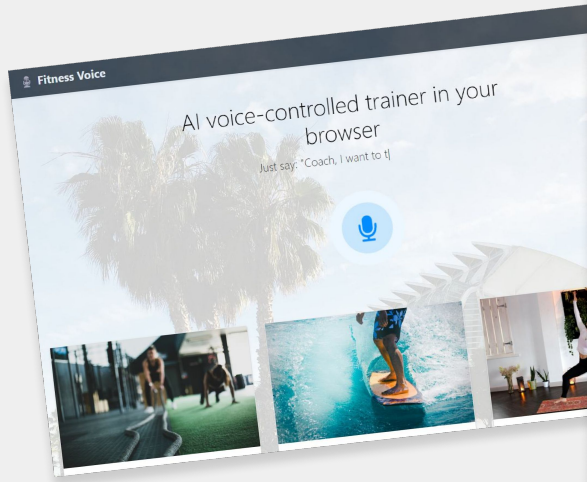 Fitness Voice
AI voice-controlled trainer in your
browser
Just say: "Coach, I want to t|